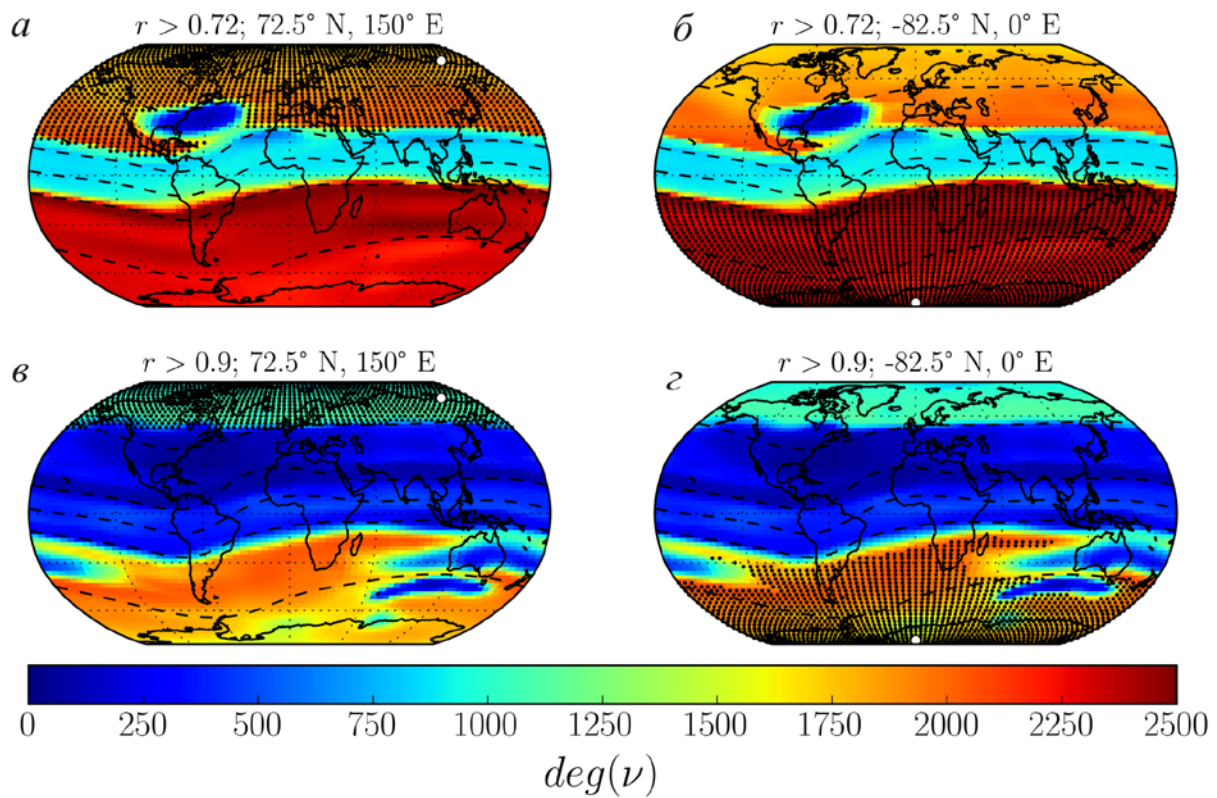 а r > 0.72; 72.5° N, 150° E
б r > 0.72; -82.5° N, 0° E
в r > 0.9; 72.5° N, 150° E
г r > 0.9; -82.5° N, 0° E
0 250 500 750 1000 1250 1500 1750 2000 2250 2500
deg(ν)